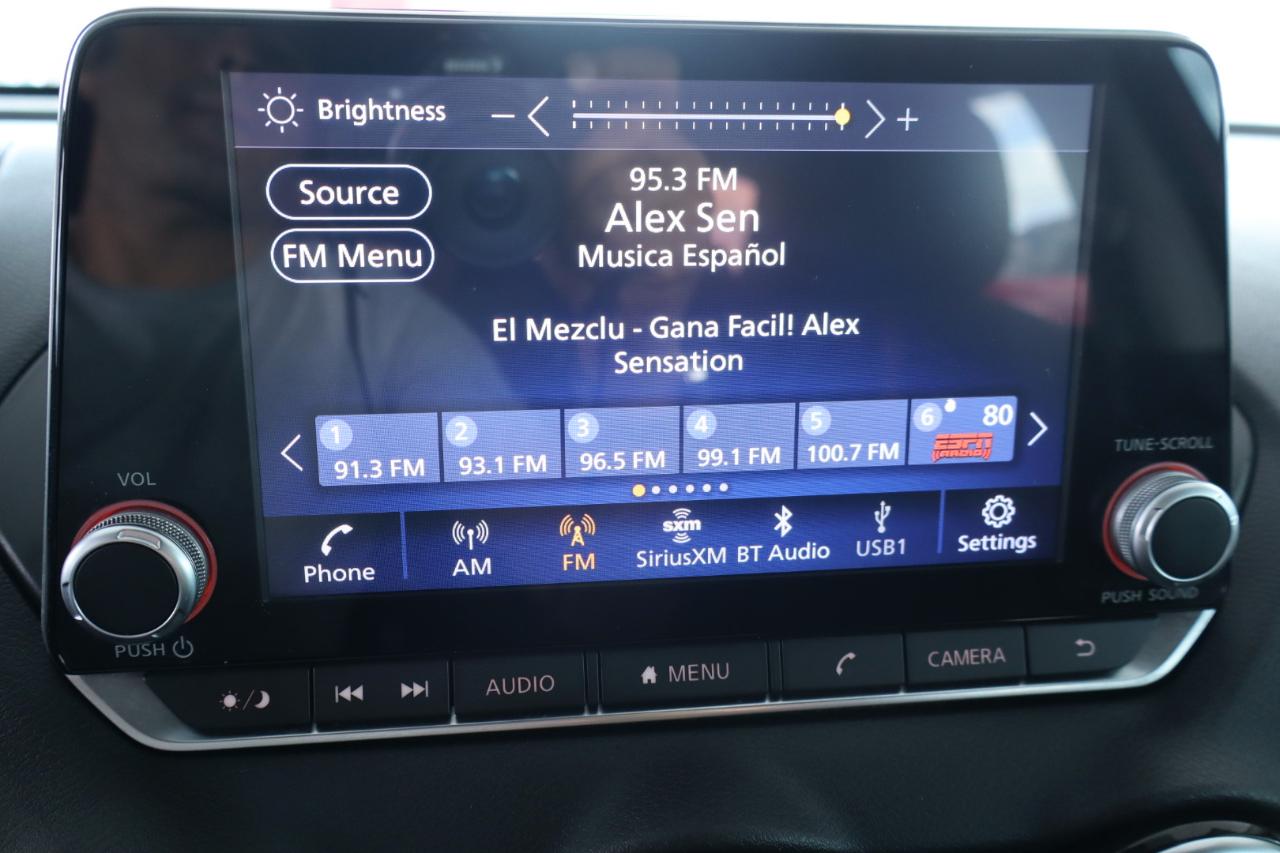 Brightness
Source
FM Menu
95.3 FM
Alex Sen
Musica Español
El Mezclu - Gana Facil! Alex
Sensation
1
91.3 FM
2
93.1 FM
3
96.5 FM
4
99.1 FM
5
100.7 FM
6
80
ESPN
RADIO
Phone
AM
FM
sxm
SiriusXM
BT Audio
USB1
Settings
VOL
PUSH
TUNE-SCROLL
PUSH SOUND
AUDIO
MENU
CAMERA